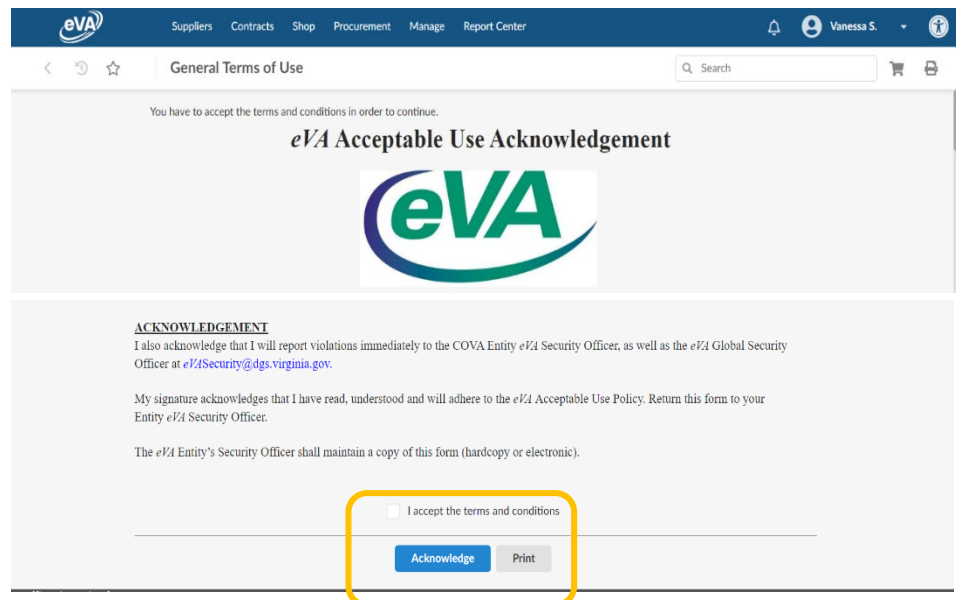 eVA Suppliers Contracts Shop Procurement Manage Report Center Vanessa S.
General Terms of Use Search
You have to accept the terms and conditions in order to continue.
eVA Acceptable Use Acknowledgement
eVA
ACKNOWLEDGEMENT
I also acknowledge that I will report violations immediately to the COVA Entity eVA Security Officer, as well as the eVA Global Security
Officer at eVASecurity@dgs.virginia.gov.
My signature acknowledges that I have read, understood and will adhere to the eVA Acceptable Use Policy. Return this form to your
Entity eVA Security Officer.
The eVA Entity's Security Officer shall maintain a copy of this form (hardcopy or electronic).
I accept the terms and conditions
Acknowledge Print